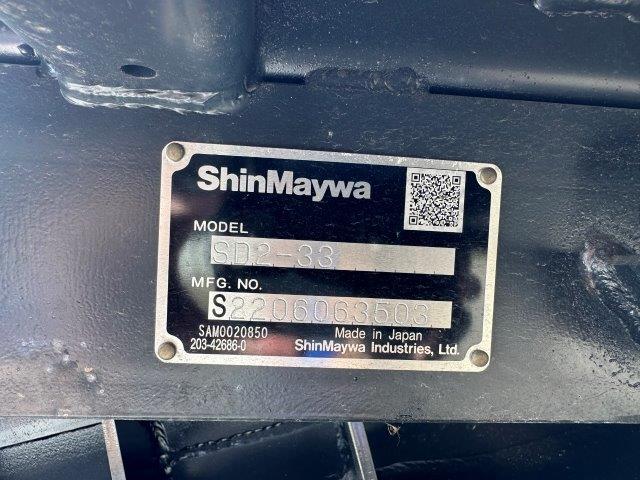 ShinMaywa
MODEL
SD2-33
MFG. NO.
S2206063503
SAM0020850
Made in Japan
203-42686-0
ShinMaywa Industries, Ltd.